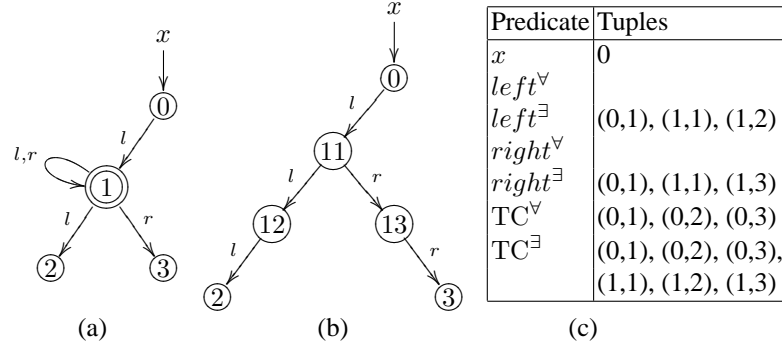 x
0
l
l,r
1
l
r
2
3
(a)
x
0
l
11
l
r
12
13
l
r
2
3
(b)
Predicate Tuples
x 0
left∀
left∃ (0,1), (1,1), (1,2)
right∀
right∃ (0,1), (1,1), (1,3)
TC∀ (0,1), (0,2), (0,3)
TC∃ (0,1), (0,2), (0,3),
(1,1), (1,2), (1,3)
(c)